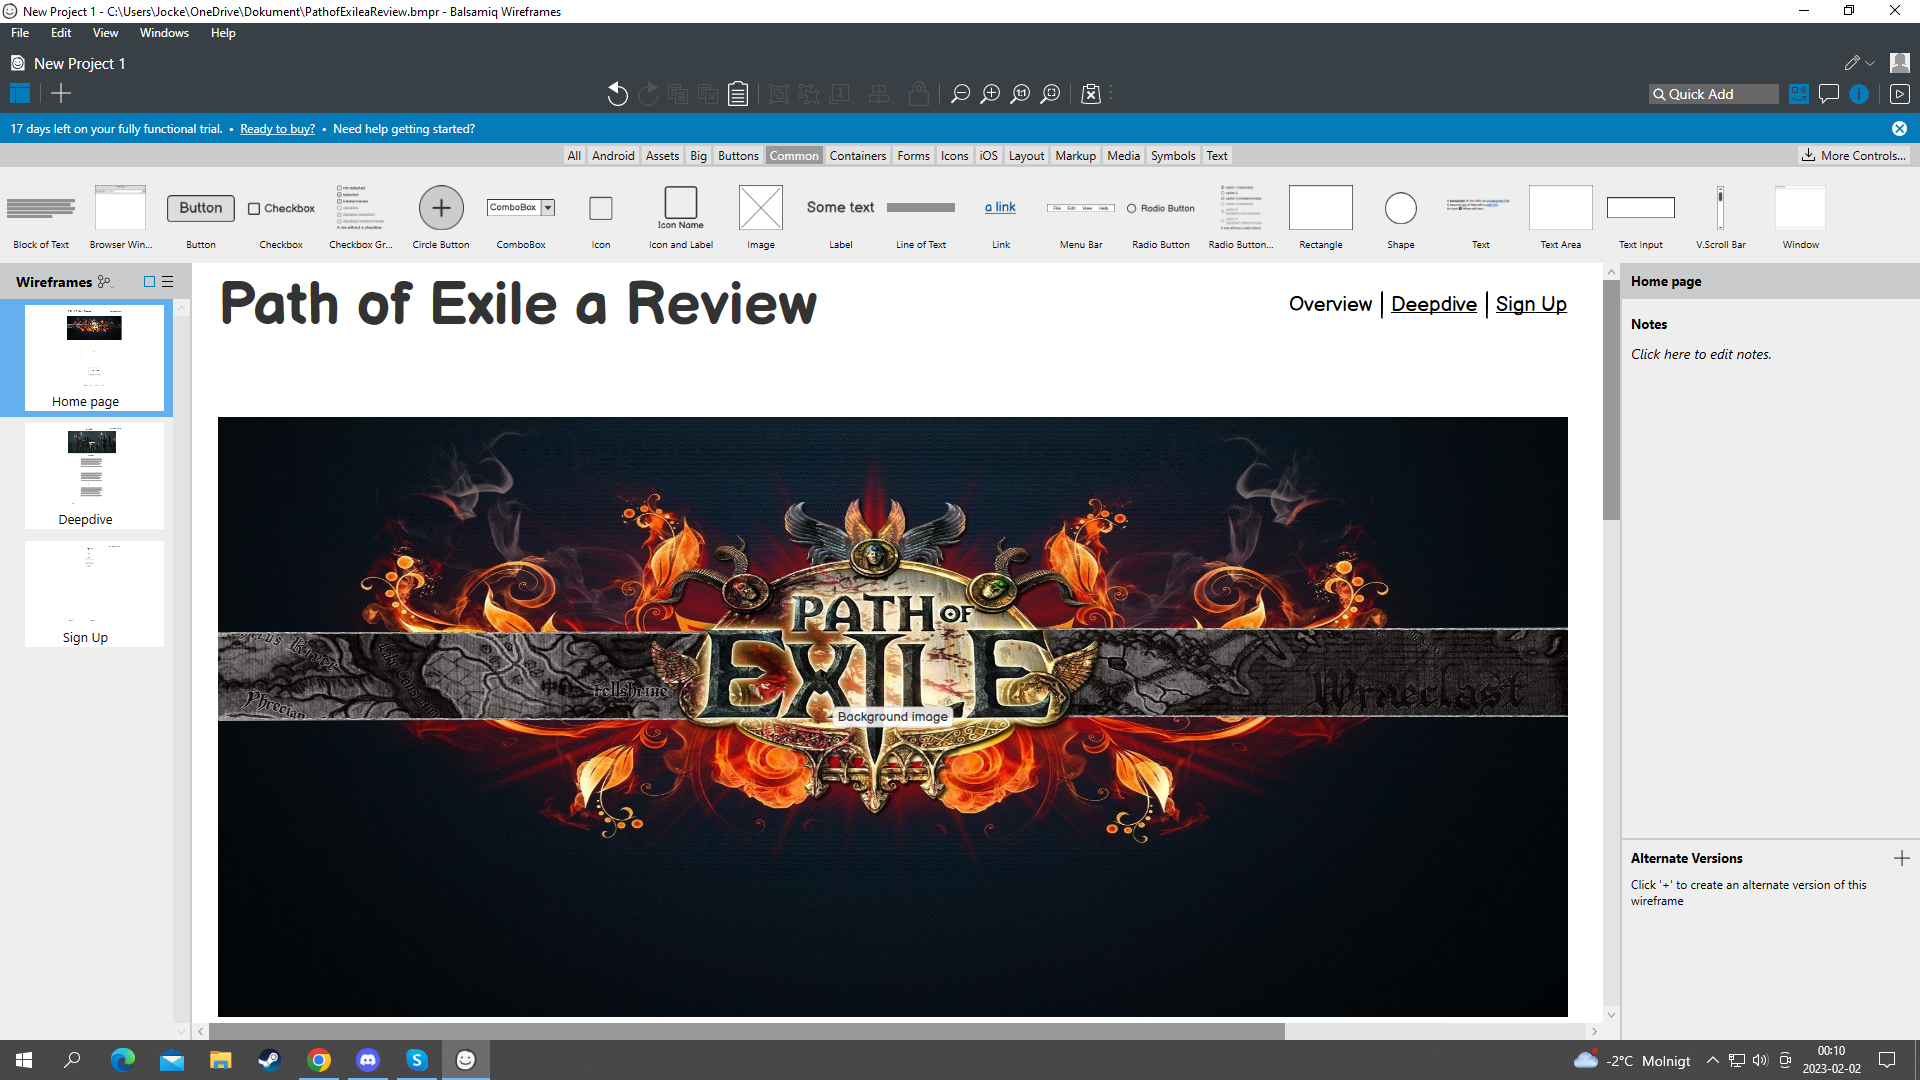 New Project 1 - C:\Users\Jocke\OneDrive\Dokument\PathofExileaReview.bmpr - Balsamiq Wireframes
File Edit View Windows Help
New Project 1
Quick Add
17 days left on your fully functional trial. • Ready to buy? • Need help getting started?
All Android Assets Big Buttons Common Containers Forms Icons iOS Layout Markup Media Symbols Text
More Controls...
Button Checkbox ComboBox Icon Name Some text a link File Edit View Help Radio Button
Block of Text Browser Win... Button Checkbox Checkbox Gr... Circle Button ComboBox Icon Icon and Label Image Label Line of Text Link Menu Bar Radio Button Radio Button... Rectangle Shape Text Text Area Text Input V.Scroll Bar Window
Wireframes
Home page
Deepdive
Sign Up
Path of Exile a Review
Overview | Deepdive | Sign Up
PATH OF
EXILE
Fellshrine
Phrecia
Wraeclast
Background image
Home page
Notes
Click here to edit notes.
Alternate Versions
Click '+' to create an alternate version of this
wireframe
-2°C Molnigt
00:10
2023-02-02